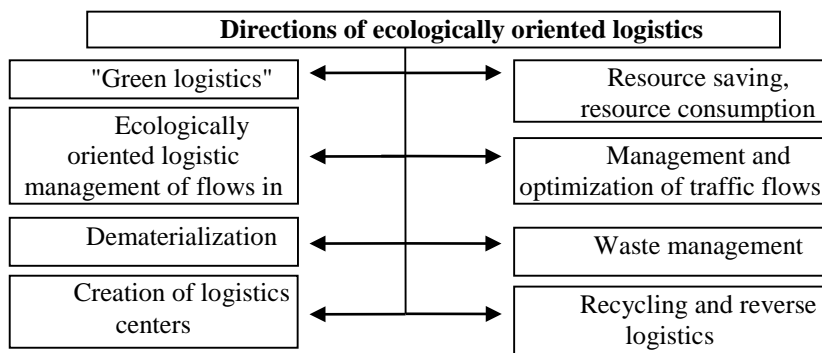 Directions of ecologically oriented logistics
"Green logistics"
Resource saving,
resource consumption
Ecologically
oriented logistic
management of flows in
Management and
optimization of traffic flows
Dematerialization
Waste management
Creation of logistics
centers
Recycling and reverse
logistics